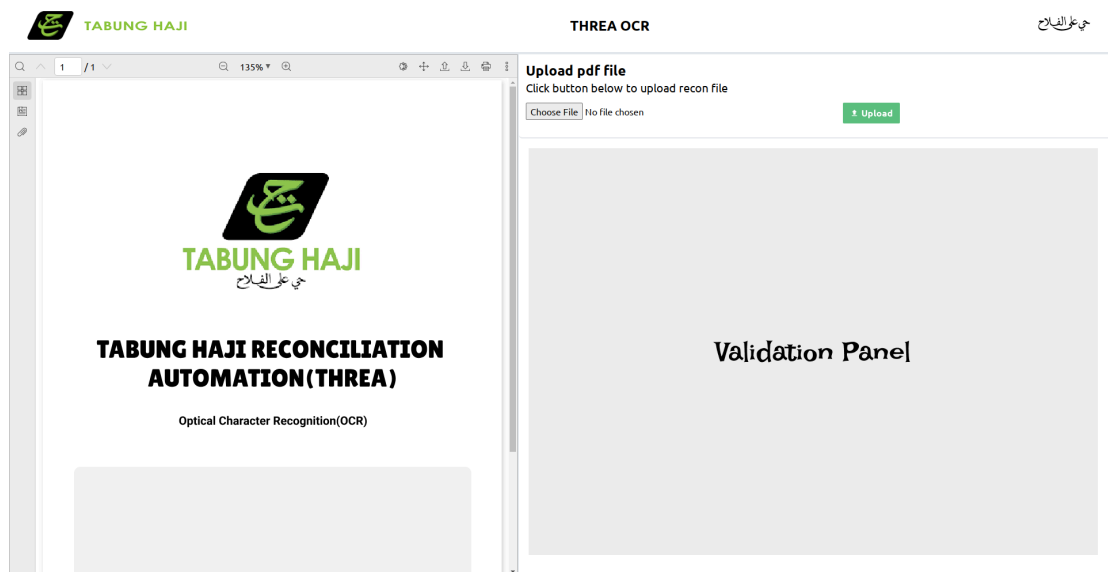 TABUNG HAJI
THREA OCR
حي على الفلاح
1 / 1
135%
TABUNG HAJI
حي على الفلاح
TABUNG HAJI RECONCILIATION
AUTOMATION(THREA)
Optical Character Recognition(OCR)
Upload pdf file
Click button below to upload recon file
Choose File No file chosen
Upload
Validation Panel